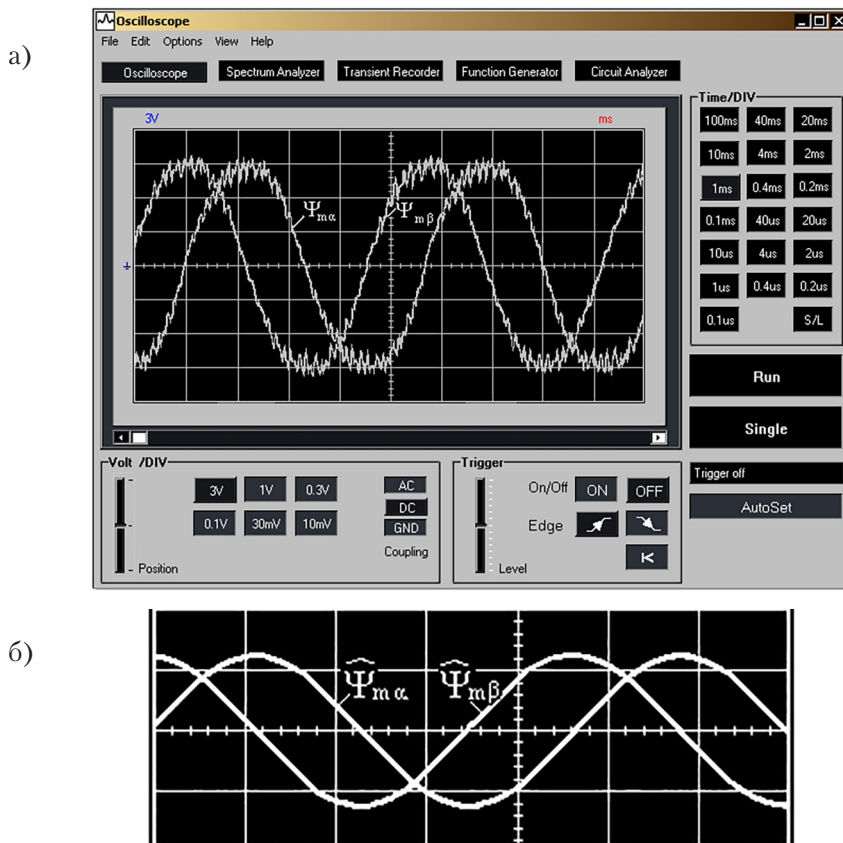 а)
Oscilloscope
File Edit Options View Help
Oscilloscope Spectrum Analyzer Transient Recorder Function Generator Circuit Analyzer
3V ms
Ψmα Ψmβ
Time/DIV
100ms 40ms 20ms
10ms 4ms 2ms
1ms 0.4ms 0.2ms
0.1ms 40us 20us
10us 4us 2us
1us 0.4us 0.2us
0.1us S/L
Run
Single
Trigger off
AutoSet
Volt /DIV
3V 1V 0.3V
0.1V 30mV 10mV
AC
DC
GND
Coupling
Position
Trigger
On/Off ON OFF
Edge
Level
б)
Ψ̂mα Ψ̂mβ